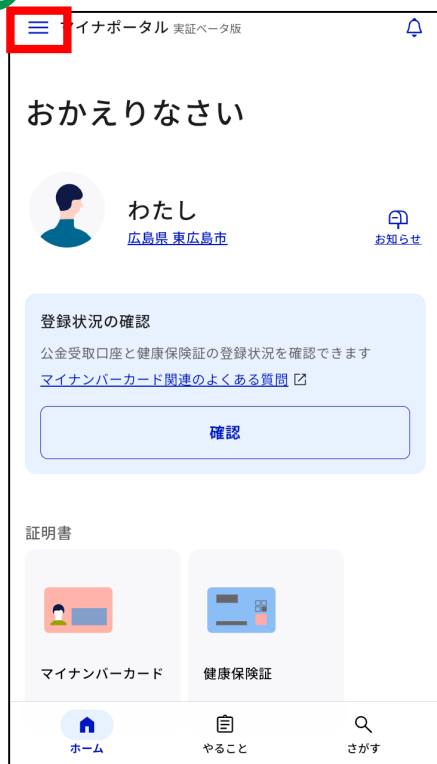 マイナポータル 実証ベータ版
おかえりなさい
わたし
広島県 東広島市
お知らせ
登録状況の確認
公金受取口座と健康保険証の登録状況を確認できます
マイナンバーカード関連のよくある質問
確認
証明書
マイナンバーカード
健康保険証
ホーム
やること
さがす